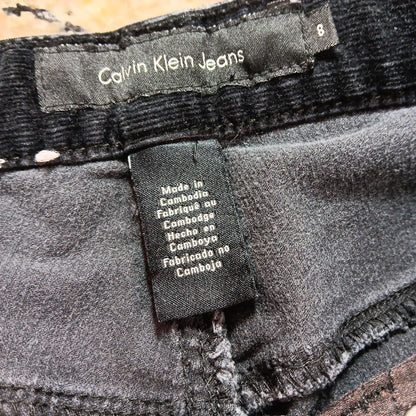 Calvin Klein Jeans
8
Made in
Cambodia
Fabriqué au
Cambodge
Hecho en
Camboya
Fabricado no
Camboja